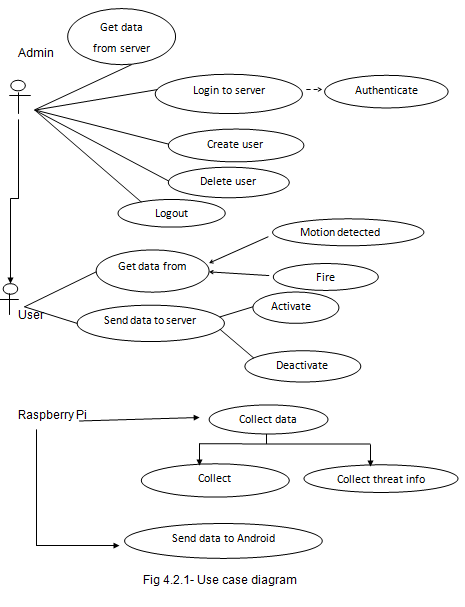 Get data
from server
Admin
Login to server
Authenticate
Create user
Delete user
Logout
Motion detected
Get data from
Fire
Activate
User
Send data to server
Deactivate
Raspberry Pi
Collect data
Collect
Collect threat info
Send data to Android
Fig 4.2.1- Use case diagram